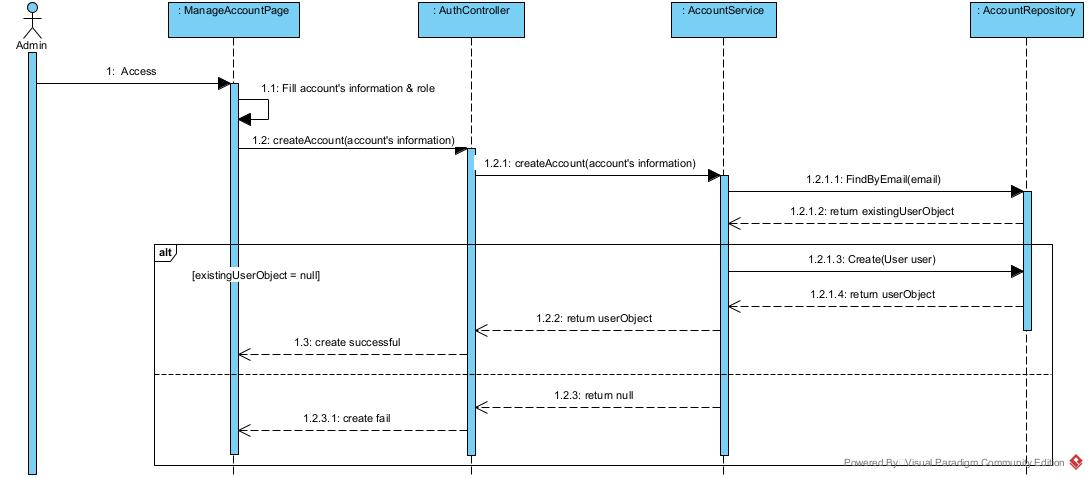 : ManageAccountPage
: AuthController
: AccountService
: AccountRepository
Admin
1: Access
1.1: Fill account's information & role
1.2: createAccount(account's information)
1.2.1: createAccount(account's information)
1.2.1.1: FindByEmail(email)
1.2.1.2: return existingUserObject
alt
[existingUserObject = null]
1.2.1.3: Create(User user)
1.2.1.4: return userObject
1.2.2: return userObject
1.3: create successful
1.2.3: return null
1.2.3.1: create fail
Powered By: Visual Paradigm Community Edition